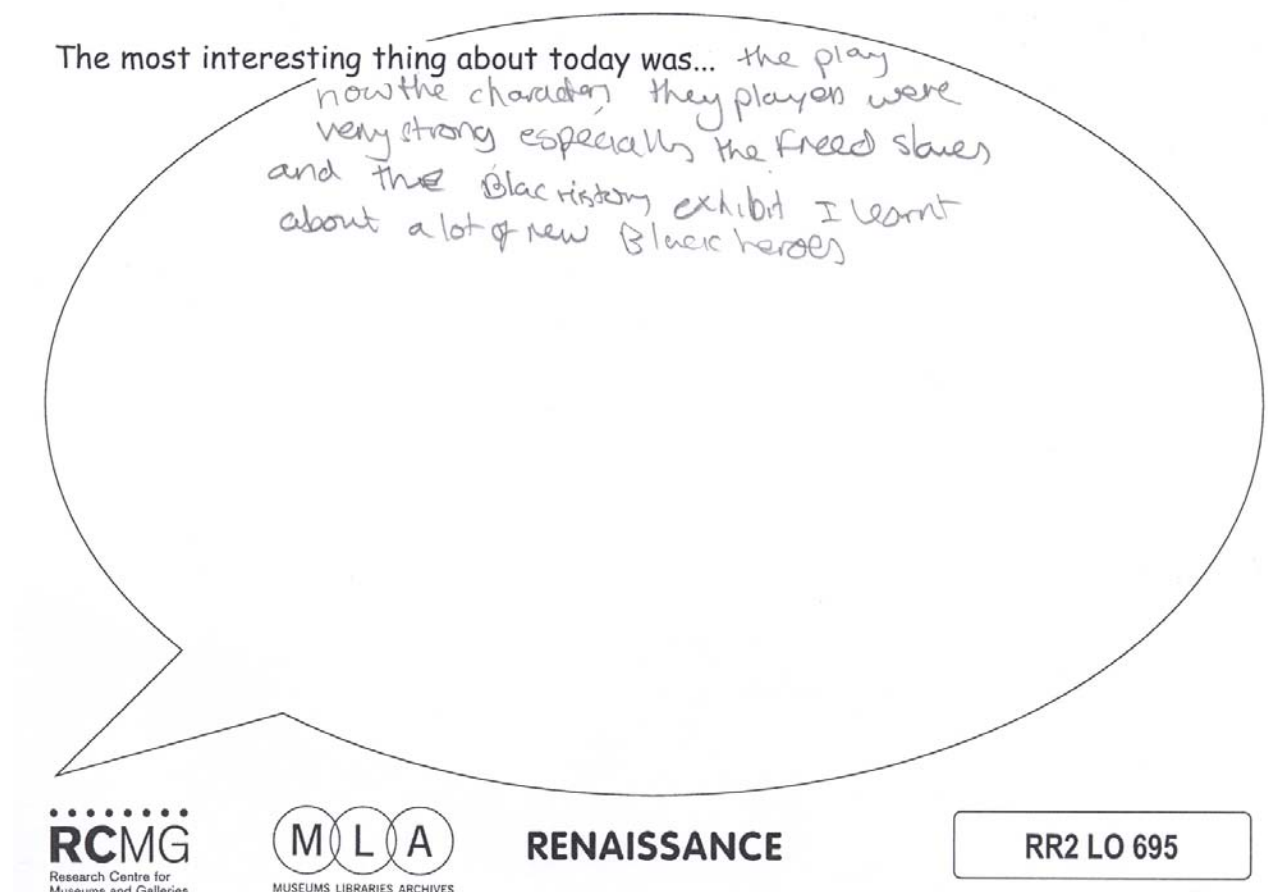 The most interesting thing about today was... the play
how the characters they played were
very strong especially the Freed slaves
and the Blac history exhibit I learnt
about a lot of new Black heroes
RCMG
Research Centre for
Museums and Galleries
MLA
MUSEUMS LIBRARIES ARCHIVES
RENAISSANCE
RR2 LO 695